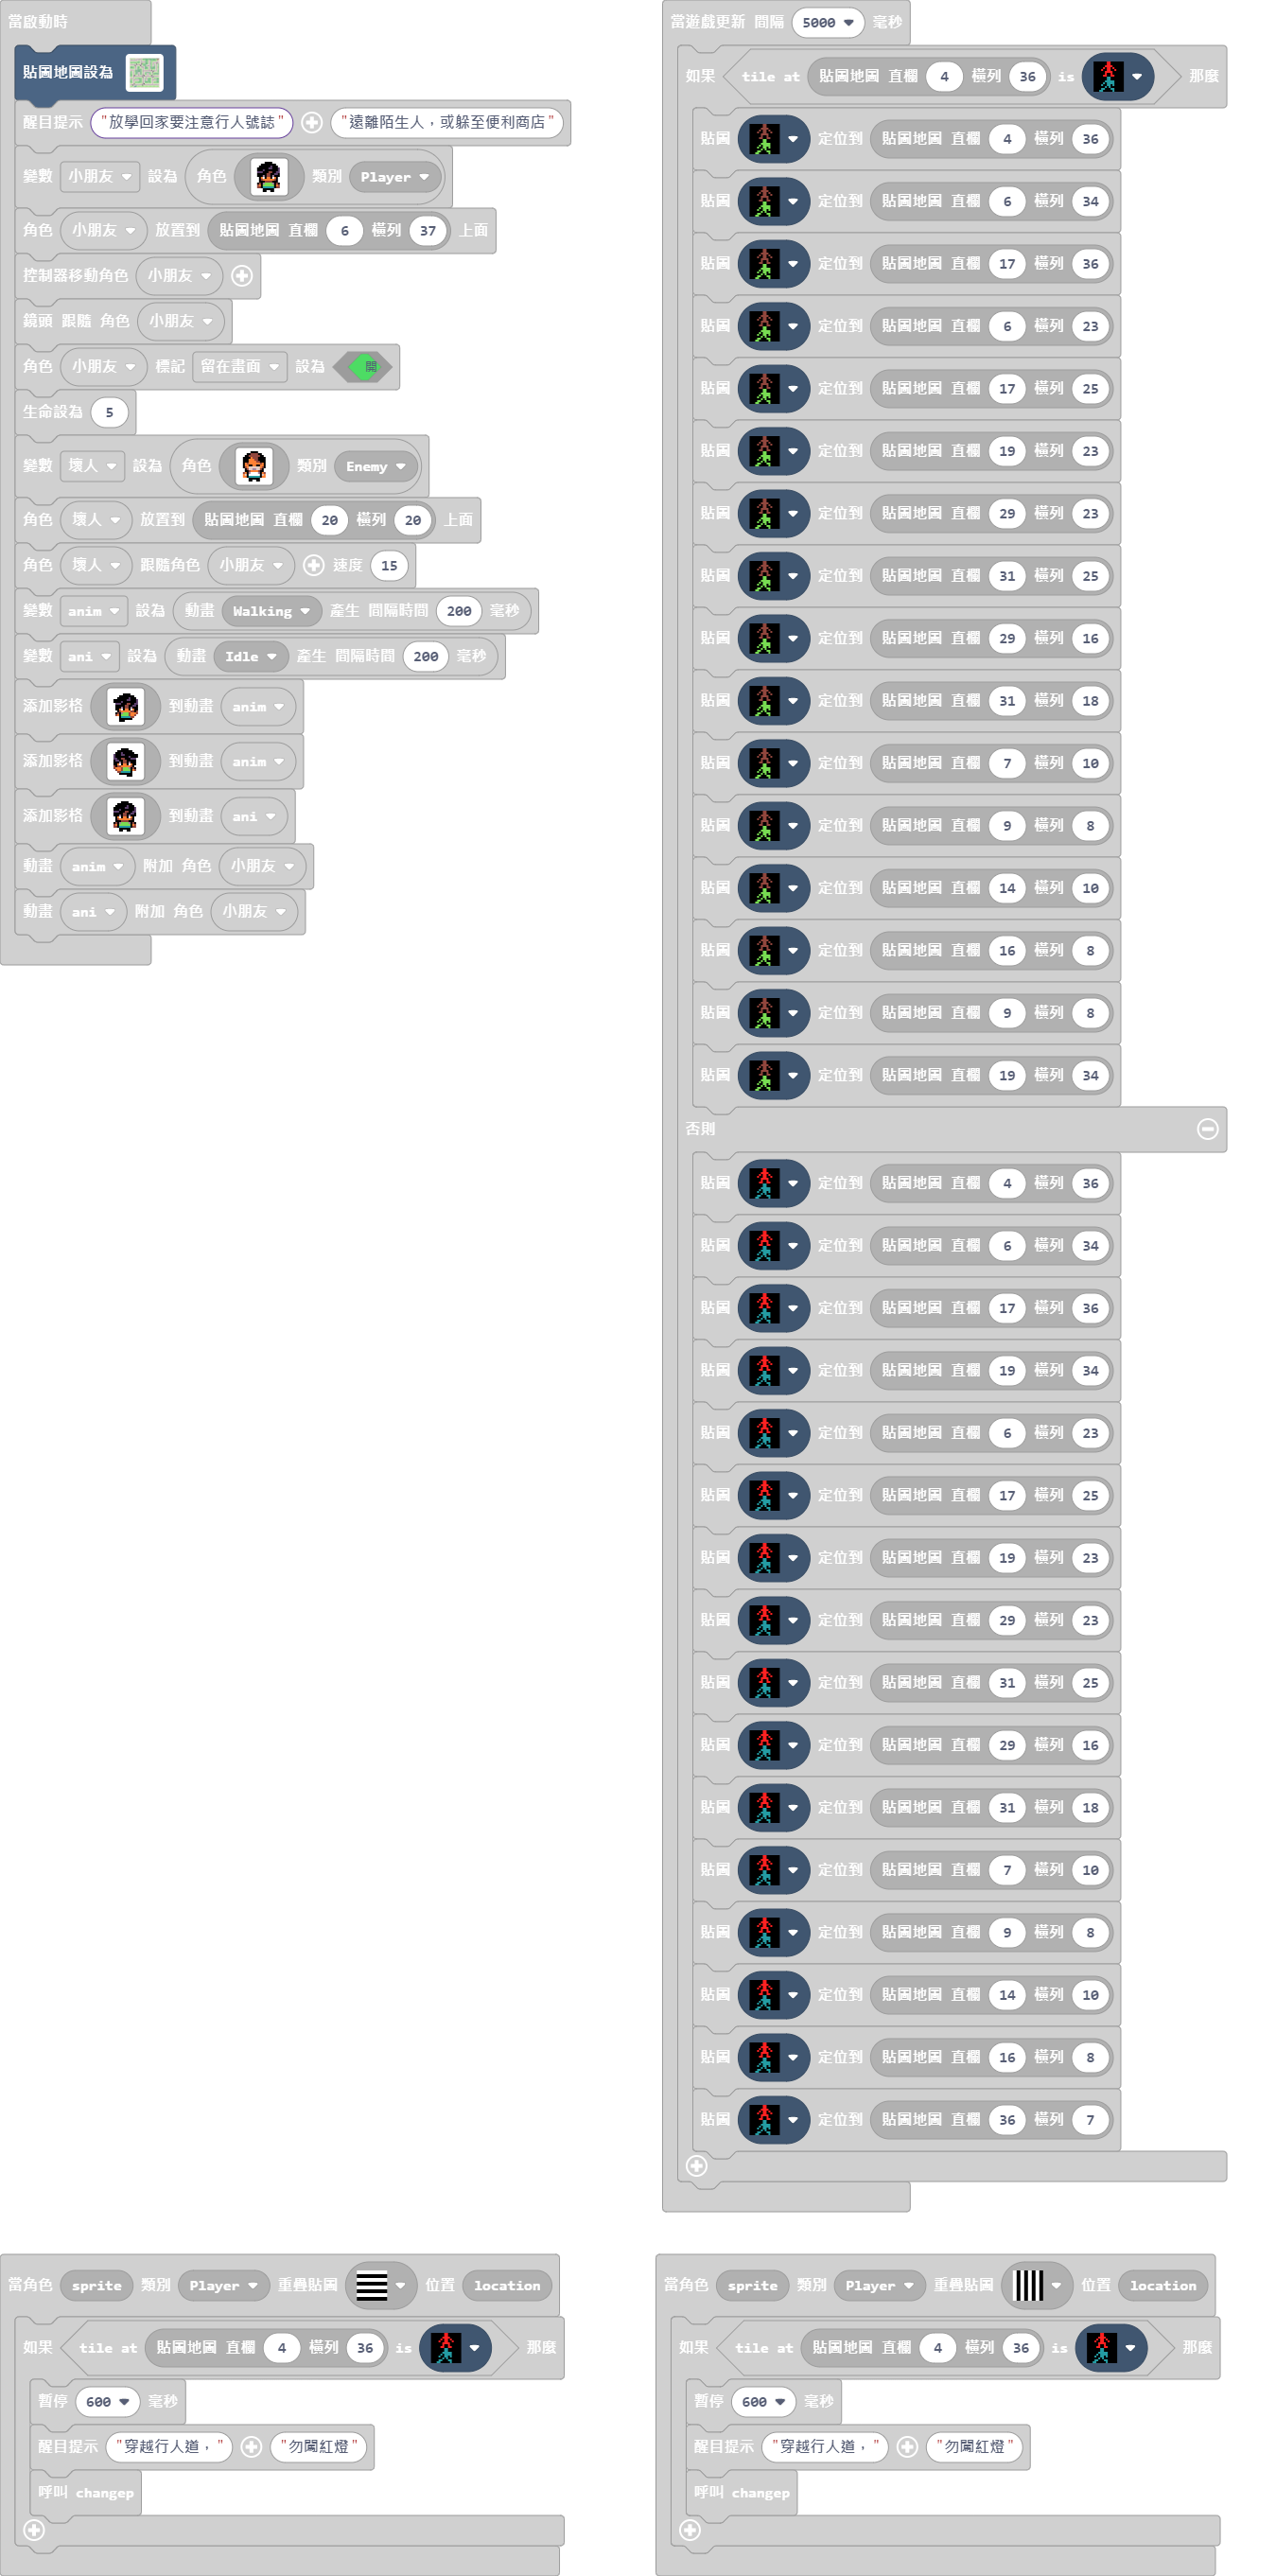 當啟動時
貼圖地圖設為
醒目提示 "放學回家要注意行人號誌" "遠離陌生人，或躲至便利商店"
變數 小朋友 設為 角色 類別 Player
角色 小朋友 放置到 貼圖地圖 直欄 6 橫列 37 上面
控制器移動角色 小朋友
鏡頭 跟隨 角色 小朋友
角色 小朋友 標記 留在畫面 設為 開
生命設為 5
變數 壞人 設為 角色 類別 Enemy
角色 壞人 放置到 貼圖地圖 直欄 20 橫列 20 上面
角色 壞人 跟隨角色 小朋友 速度 15
變數 anim 設為 動畫 Walking 產生 間隔時間 200 毫秒
變數 ani 設為 動畫 Idle 產生 間隔時間 200 毫秒
添加影格 到動畫 anim
添加影格 到動畫 anim
添加影格 到動畫 ani
動畫 anim 附加 角色 小朋友
動畫 ani 附加 角色 小朋友
當遊戲更新 間隔 5000 毫秒
如果 tile at 貼圖地圖 直欄 4 橫列 36 is 那麼
貼圖 定位到 貼圖地圖 直欄 4 橫列 36
貼圖 定位到 貼圖地圖 直欄 6 橫列 34
貼圖 定位到 貼圖地圖 直欄 17 橫列 36
貼圖 定位到 貼圖地圖 直欄 6 橫列 23
貼圖 定位到 貼圖地圖 直欄 17 橫列 25
貼圖 定位到 貼圖地圖 直欄 19 橫列 23
貼圖 定位到 貼圖地圖 直欄 29 橫列 23
貼圖 定位到 貼圖地圖 直欄 31 橫列 25
貼圖 定位到 貼圖地圖 直欄 29 橫列 16
貼圖 定位到 貼圖地圖 直欄 31 橫列 18
貼圖 定位到 貼圖地圖 直欄 7 橫列 10
貼圖 定位到 貼圖地圖 直欄 9 橫列 8
貼圖 定位到 貼圖地圖 直欄 14 橫列 10
貼圖 定位到 貼圖地圖 直欄 16 橫列 8
貼圖 定位到 貼圖地圖 直欄 9 橫列 8
貼圖 定位到 貼圖地圖 直欄 19 橫列 34
否則
貼圖 定位到 貼圖地圖 直欄 4 橫列 36
貼圖 定位到 貼圖地圖 直欄 6 橫列 34
貼圖 定位到 貼圖地圖 直欄 17 橫列 36
貼圖 定位到 貼圖地圖 直欄 19 橫列 34
貼圖 定位到 貼圖地圖 直欄 6 橫列 23
貼圖 定位到 貼圖地圖 直欄 17 橫列 25
貼圖 定位到 貼圖地圖 直欄 19 橫列 23
貼圖 定位到 貼圖地圖 直欄 29 橫列 23
貼圖 定位到 貼圖地圖 直欄 31 橫列 25
貼圖 定位到 貼圖地圖 直欄 29 橫列 16
貼圖 定位到 貼圖地圖 直欄 31 橫列 18
貼圖 定位到 貼圖地圖 直欄 7 橫列 10
貼圖 定位到 貼圖地圖 直欄 9 橫列 8
貼圖 定位到 貼圖地圖 直欄 14 橫列 10
貼圖 定位到 貼圖地圖 直欄 16 橫列 8
貼圖 定位到 貼圖地圖 直欄 36 橫列 7
當角色 sprite 類別 Player 重疊貼圖 位置 location
如果 tile at 貼圖地圖 直欄 4 橫列 36 is 那麼
暫停 600 毫秒
醒目提示 "穿越行人道，" "勿闖紅燈"
呼叫 changep
當角色 sprite 類別 Player 重疊貼圖 位置 location
如果 tile at 貼圖地圖 直欄 4 橫列 36 is 那麼
暫停 600 毫秒
醒目提示 "穿越行人道，" "勿闖紅燈"
呼叫 changep